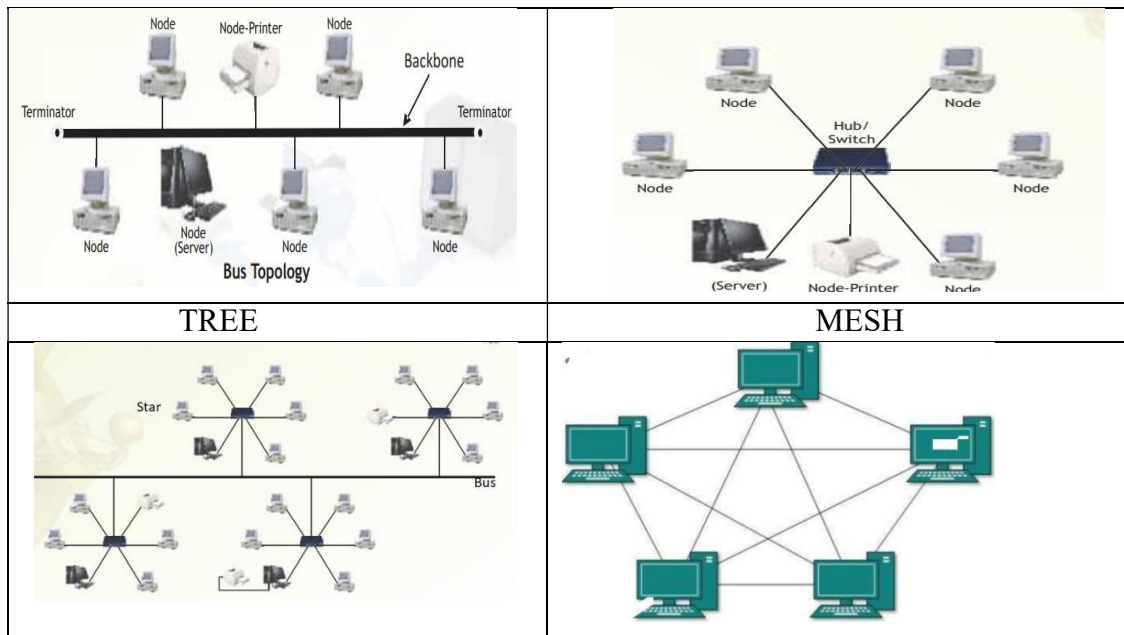 Node
Node-Printer
Node
Backbone
Terminator
Terminator
Node
Node
(Server)
Node
Node
Bus Topology
Node
Node
Hub/
Switch
Node
Node
(Server)
Node-Printer
Node
TREE
MESH
Star
Bus